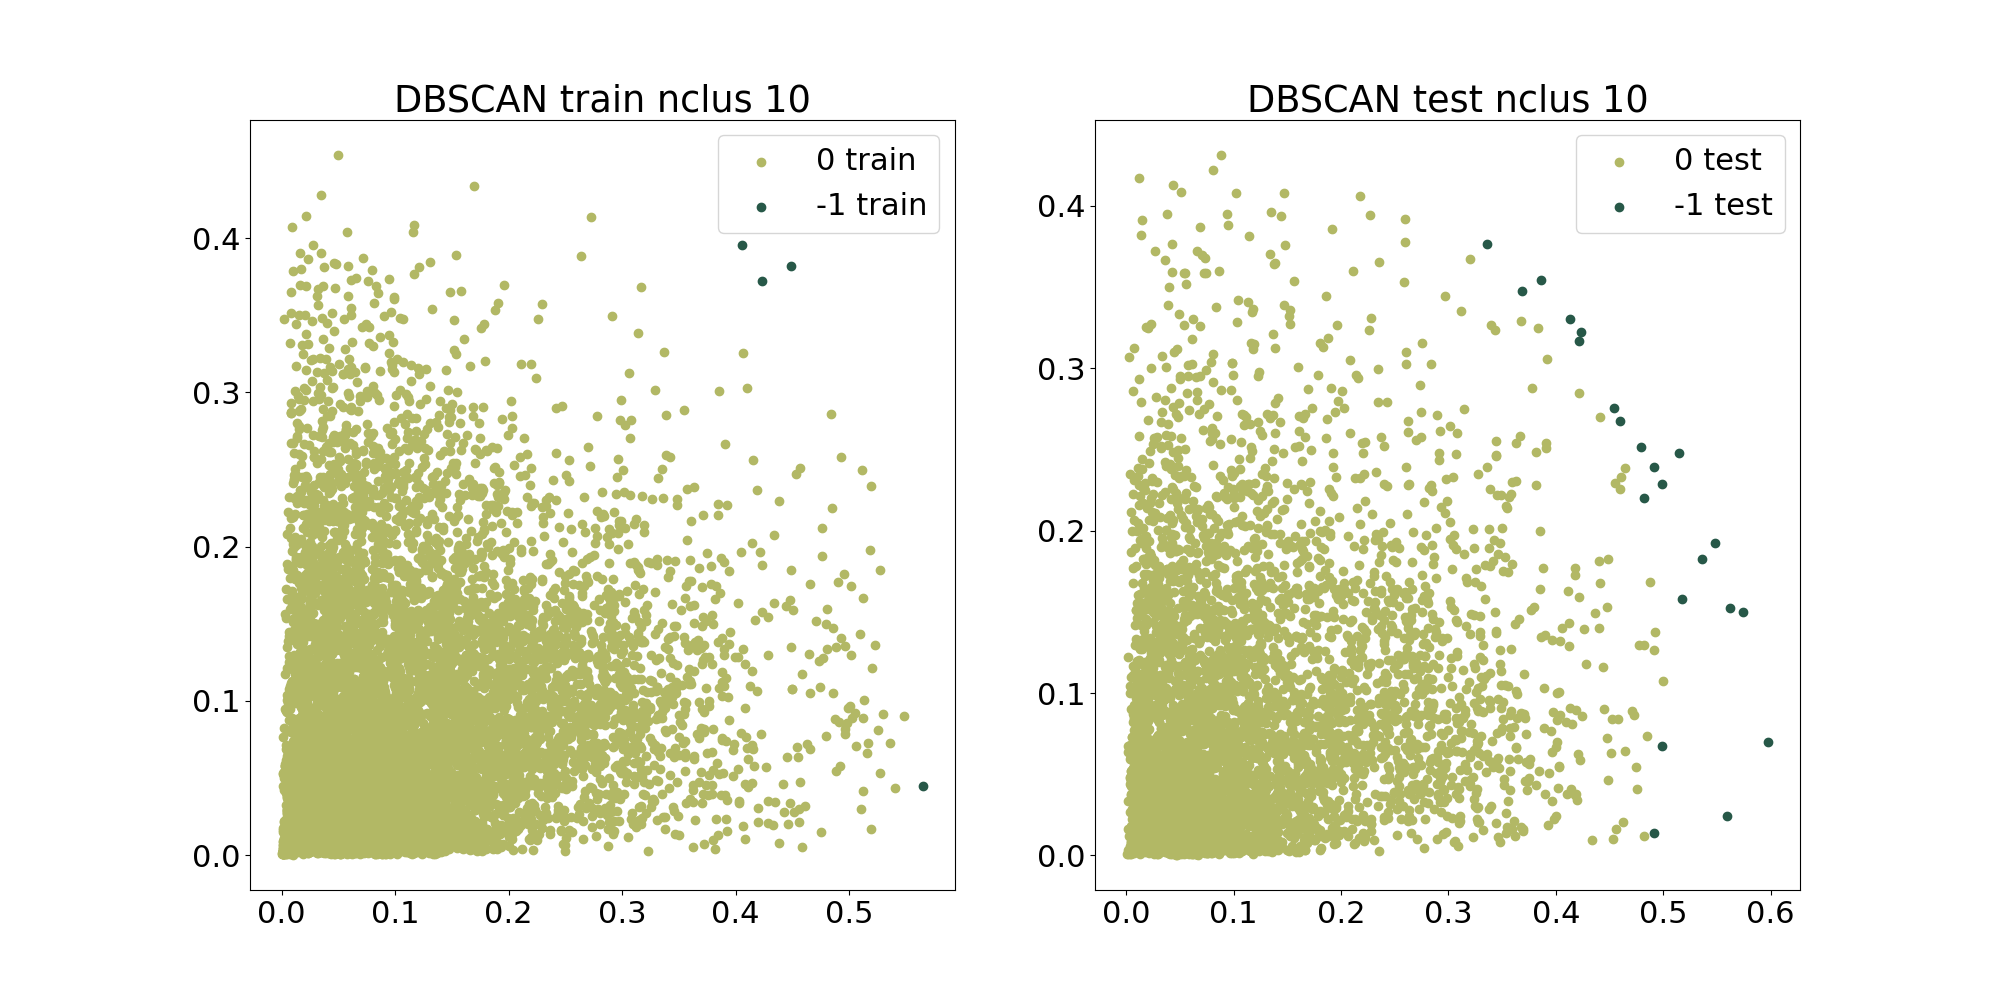 DBSCAN train nclus 10
0 train
-1 train
0.4
0.3
0.2
0.1
0.0
0.0 0.1 0.2 0.3 0.4 0.5
DBSCAN test nclus 10
0 test
-1 test
0.4
0.3
0.2
0.1
0.0
0.0 0.1 0.2 0.3 0.4 0.5 0.6